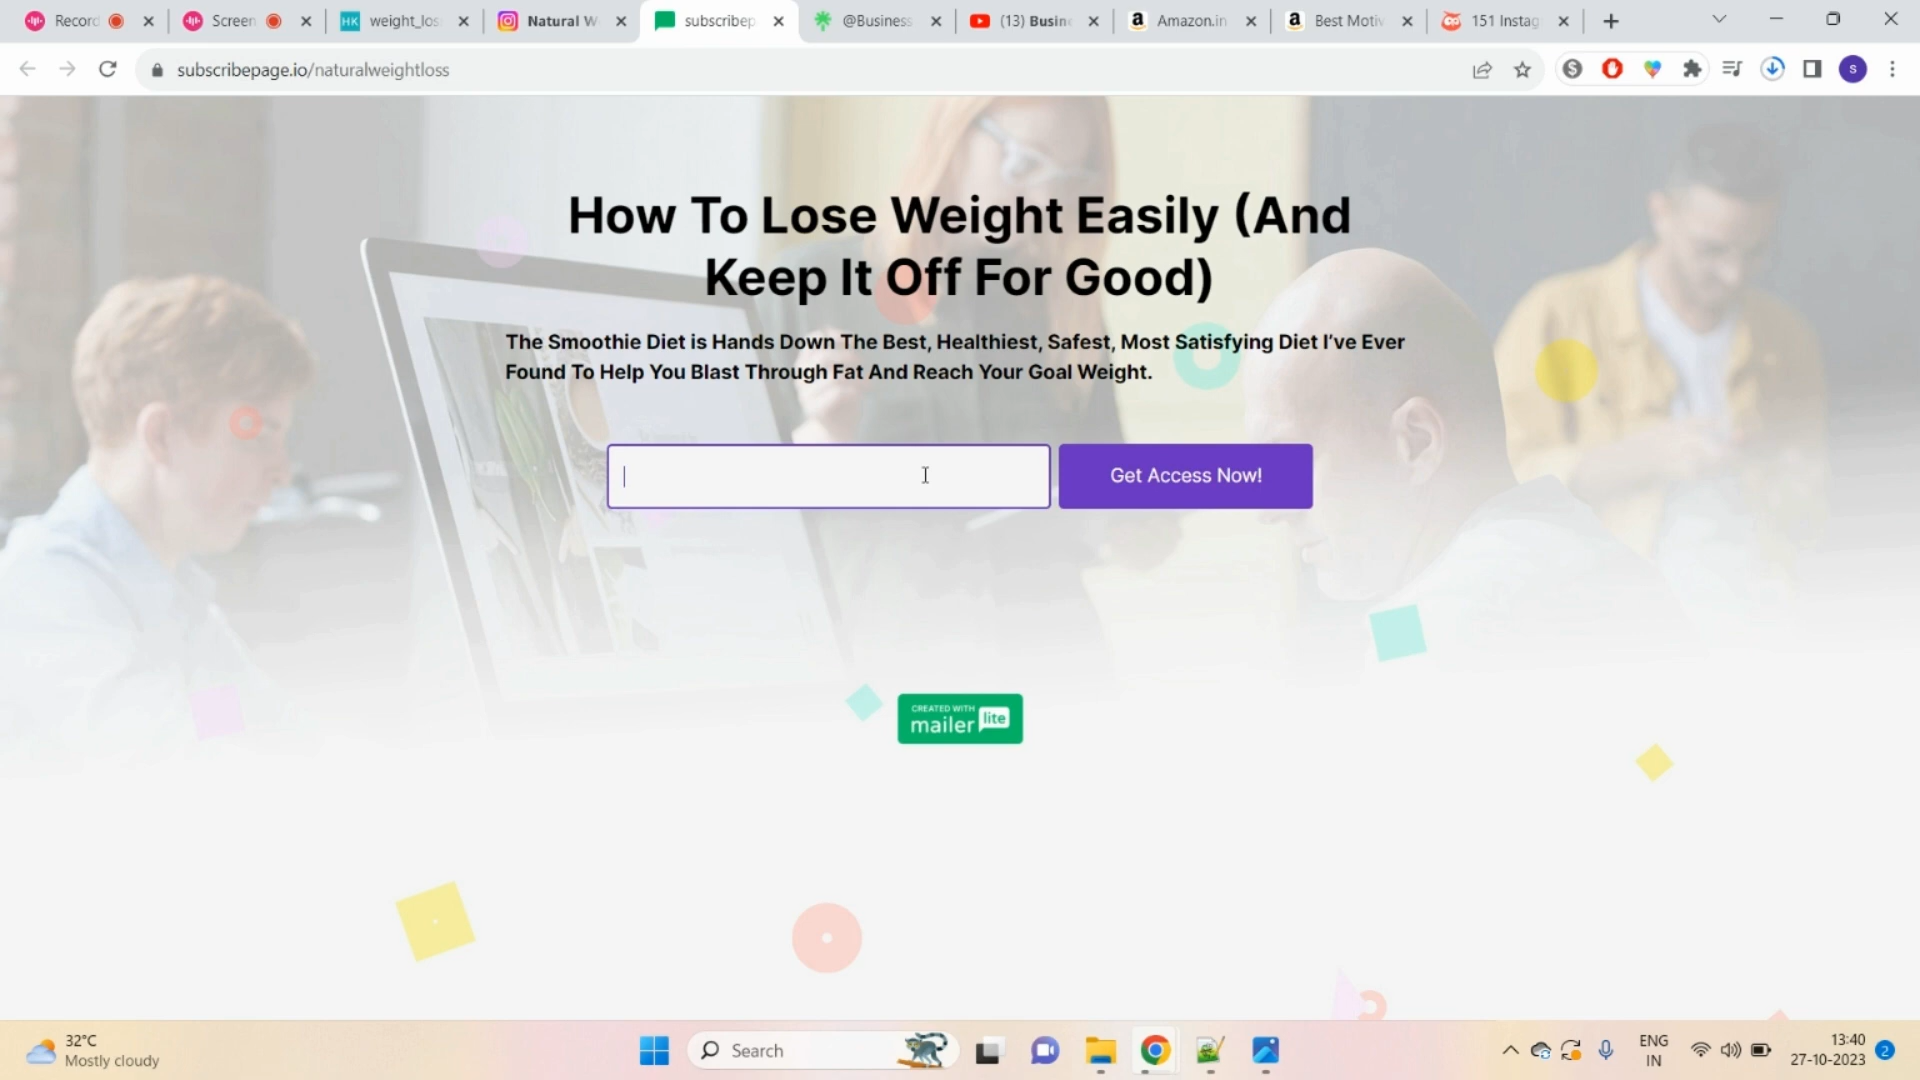 Record
Screen
HK
weight_los
Natural W
subscribep
@Business
(13) Busine
a
Amazon.in
a
Best Motiv
151 Instag
subscribepage.io/naturalweightloss
S
How To Lose Weight Easily (And
Keep It Off For Good)
The Smoothie Diet is Hands Down The Best, Healthiest, Safest, Most Satisfying Diet I've Ever
Found To Help You Blast Through Fat And Reach Your Goal Weight.
Get Access Now!
CREATED WITH
mailer lite
32°C
Mostly cloudy
Search
ENG
IN
13:40
27-10-2023
2